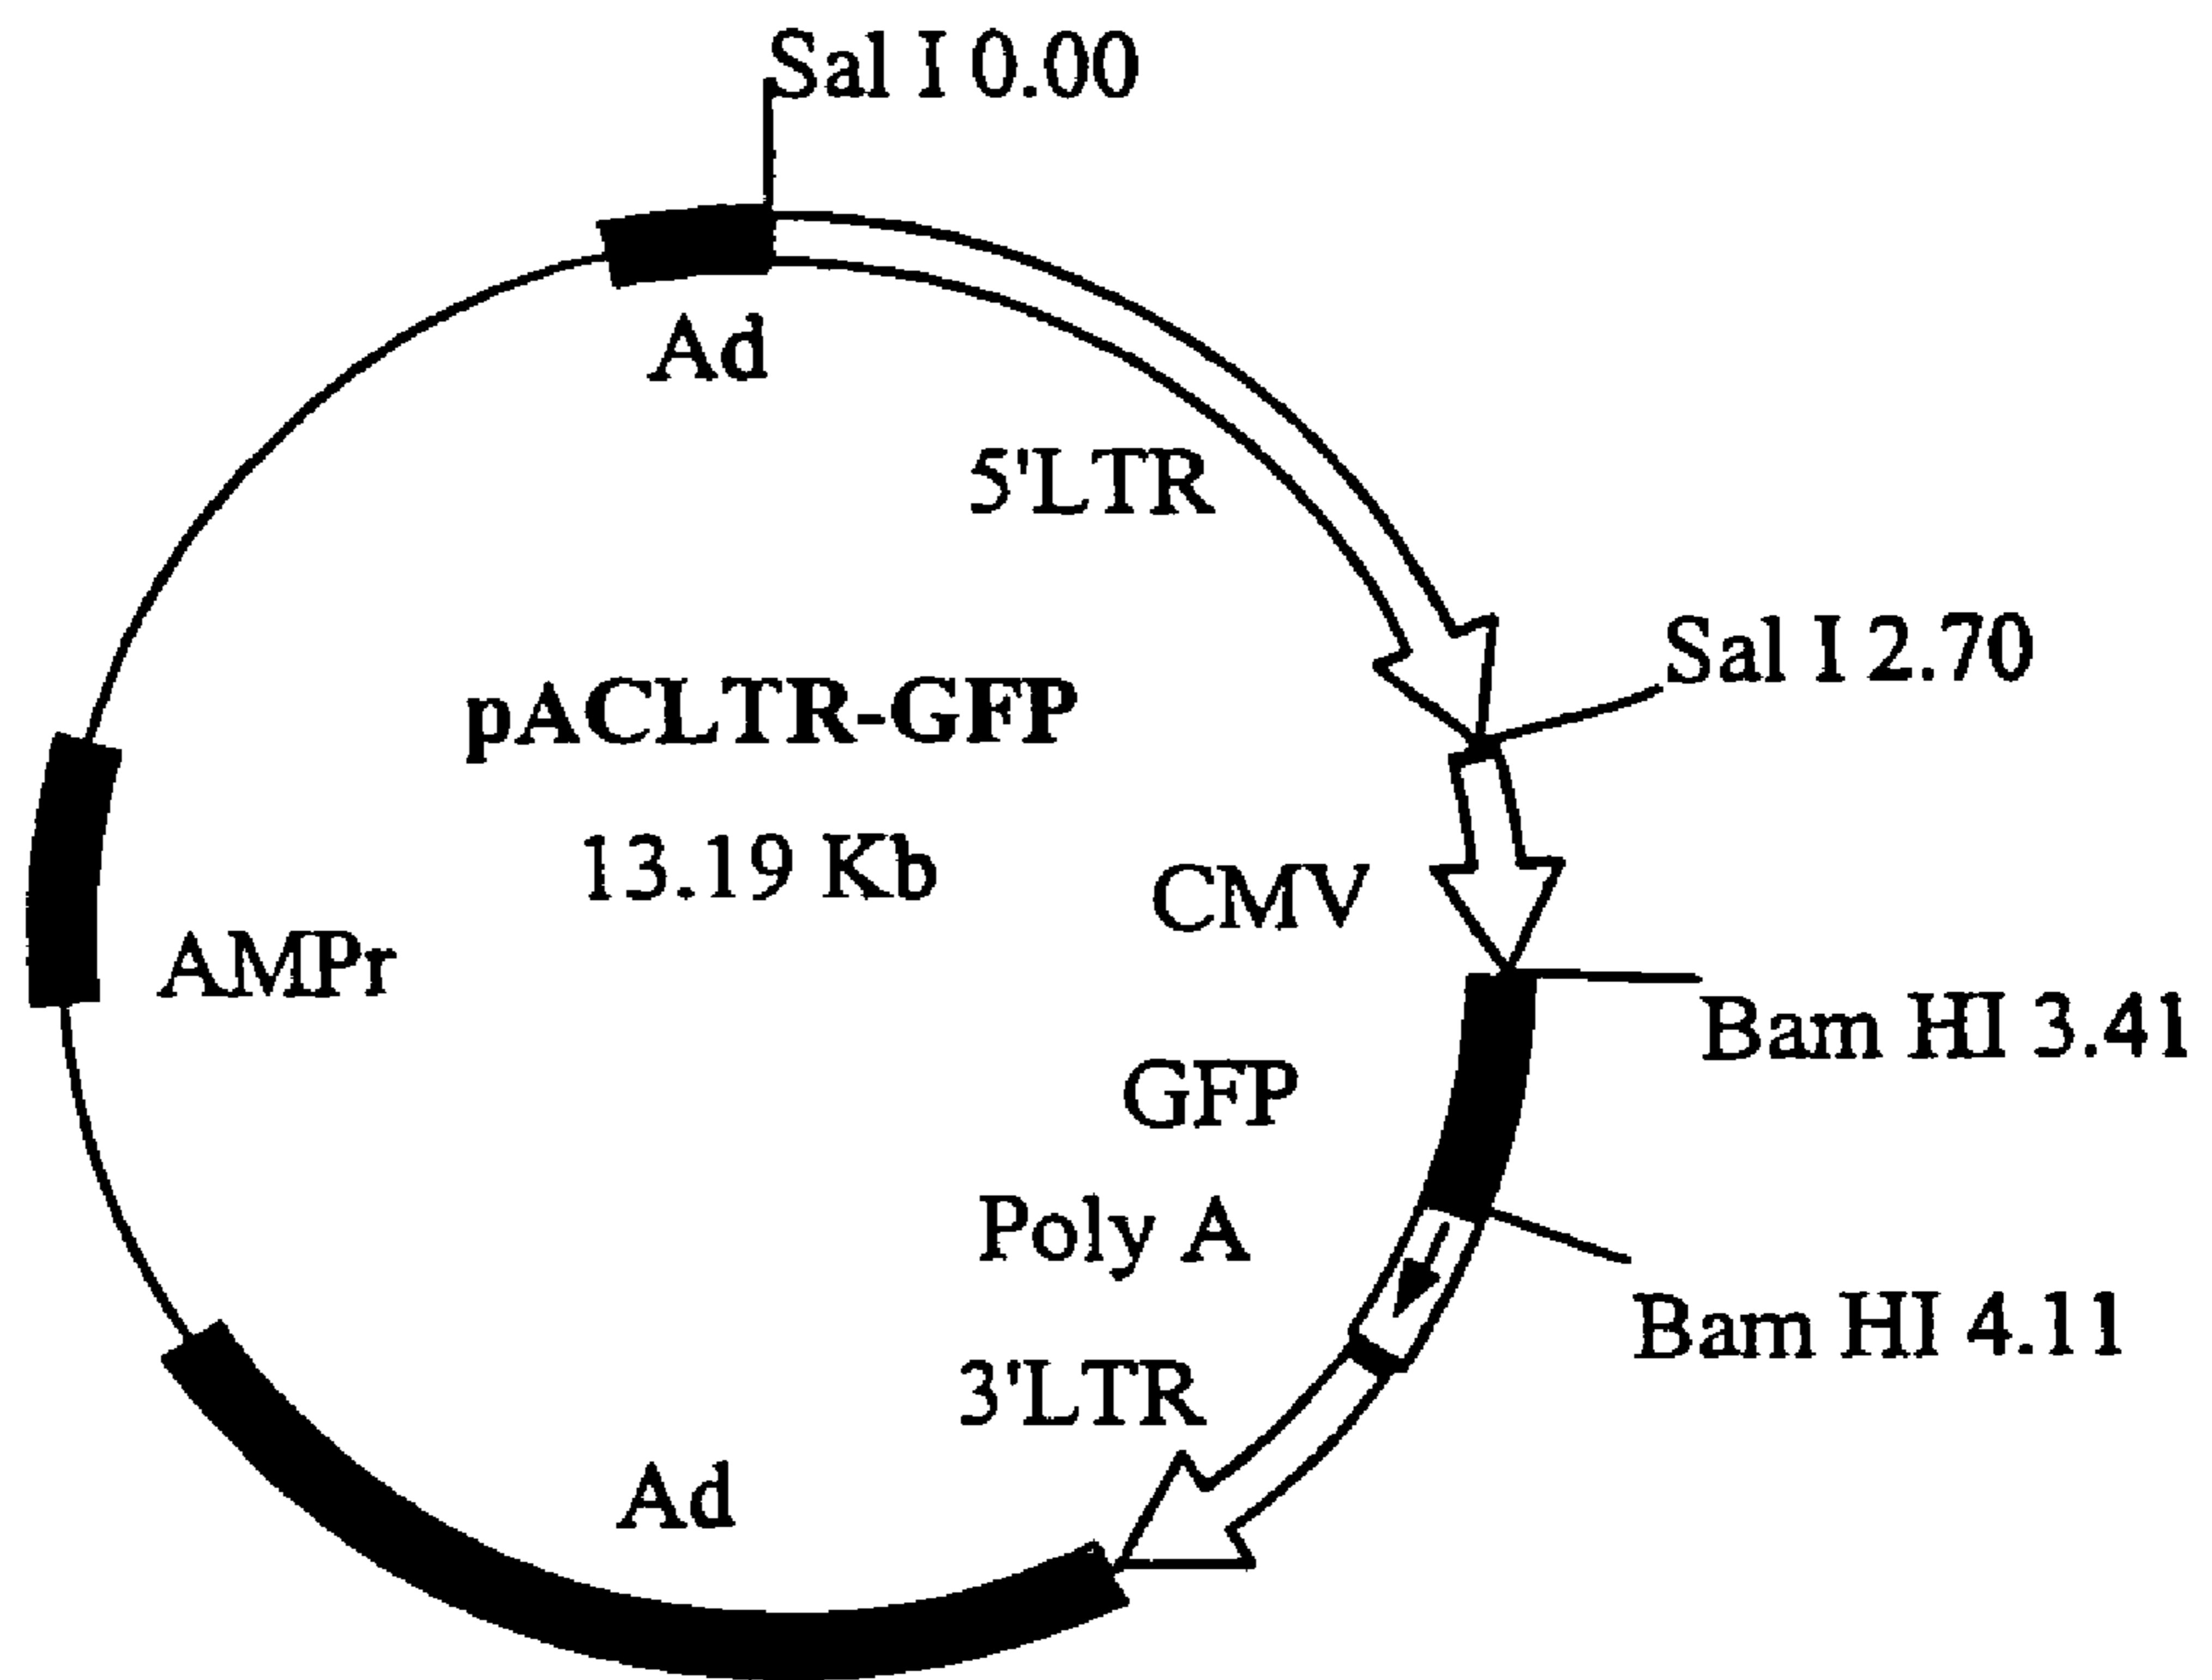 Sal I 0.00
Ad
5'LTR
Sal I 2.70
pACLTR-GFP
13.19 Kb
CMV
AMPr
Bam HI 3.41
GFP
Poly A
Bam HI 4.11
3'LTR
Ad